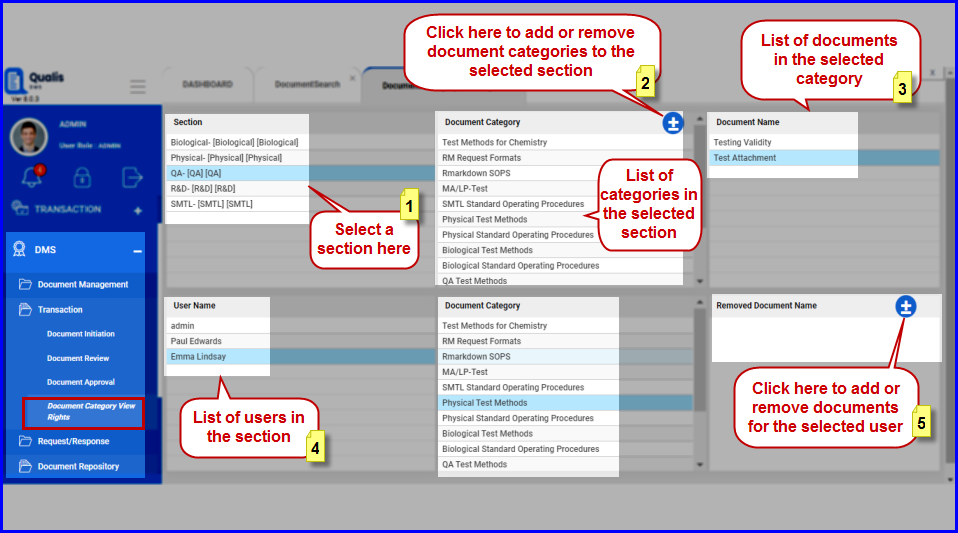 Click here to add or remove
document categories to the
selected section
2
List of documents
in the selected
category
3
Qualis
DMS
Ver 8.0.3
DASHBOARD
DocumentSearch
x
X
ADMIN
User Role : ADMIN
TRANSACTION
DMS
Document Management
Transaction
Document Initiation
Document Review
Document Approval
Document Category View
Rights
Request/Response
Document Repository
Section
Biological- [Biological] [Biological]
Physical- [Physical] [Physical]
QA- [QA] [QA]
R&D- [R&D] [R&D]
SMTL- [SMTL] [SMTL]
1
Select a
section here
Document Category
Test Methods for Chemistry
RM Request Formats
Rmarkdown SOPS
MA/LP-Test
SMTL Standard Operating Procedures
Physical Test Methods
Physical Standard Operating Procedures
Biological Test Methods
Biological Standard Operating Procedures
QA Test Methods
List of
categories in
the selected
section
Document Name
Testing Validity
Test Attachment
User Name
admin
Paul Edwards
Emma Lindsay
List of users in
the section
4
Document Category
Test Methods for Chemistry
RM Request Formats
Rmarkdown SOPS
MA/LP-Test
SMTL Standard Operating Procedures
Physical Test Methods
Physical Standard Operating Procedures
Biological Test Methods
Biological Standard Operating Procedures
QA Test Methods
Removed Document Name
Click here to add or
remove documents
for the selected user
5